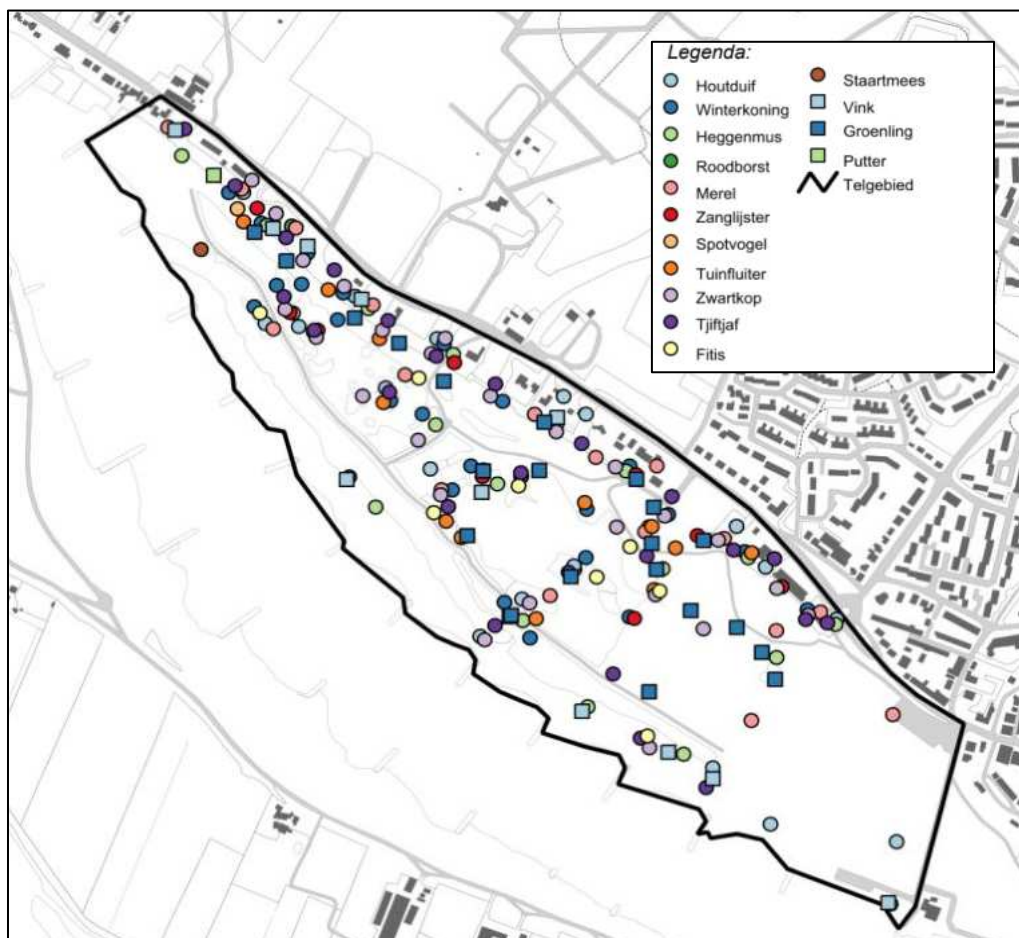 Legenda:
Houtduif
Winterkoning
Heggenmus
Roodborst
Merel
Zanglijster
Spotvogel
Tuinfluiter
Zwartkop
Tjiftjaf
Fitis
Staartmees
Vink
Groenling
Putter
Telgebied